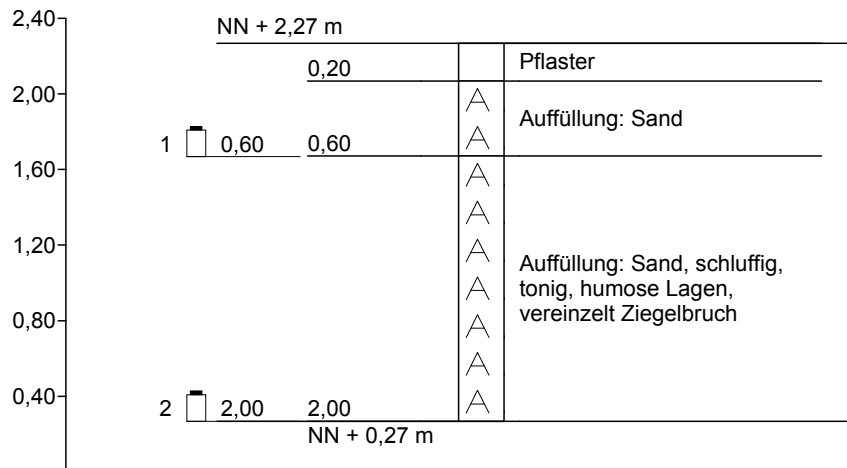 2,40
NN + 2,27 m
0,20
Pflaster
2,00
A
Auffüllung: Sand
A
1
0,60
0,60
1,60
A
A
1,20
A
Auffüllung: Sand, schluffig,
tonig, humose Lagen,
vereinzelt Ziegelbruch
A
0,80
A
A
0,40
A
2
2,00
2,00
NN + 0,27 m